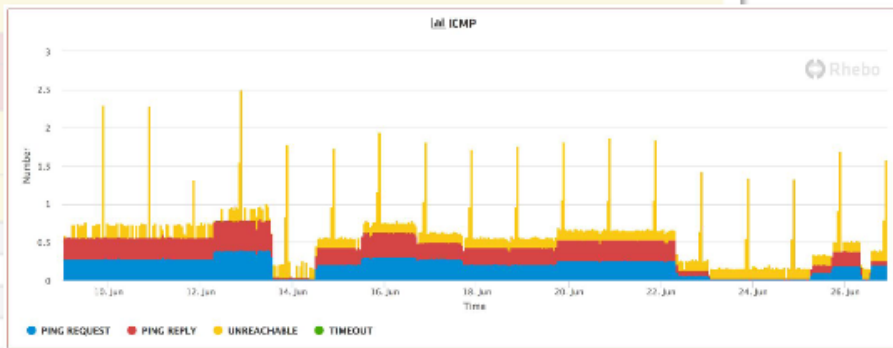 ICMP
3
2.5
2
1.5
1
0.5
0
Number
Rhebo
10. Jun
12. Jun
14. Jun
16. Jun
18. Jun
20. Jun
22. Jun
24. Jun
26. Jun
Time
PING REQUEST
PING REPLY
UNREACHABLE
TIMEOUT